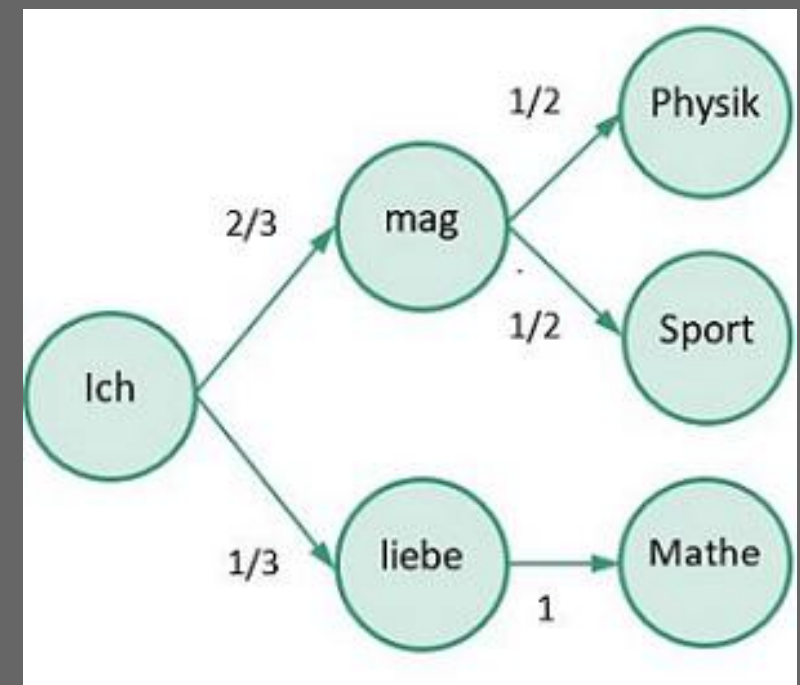 1/2
Physik
2/3
mag
1/2
Sport
Ich
1/3
liebe
1
Mathe